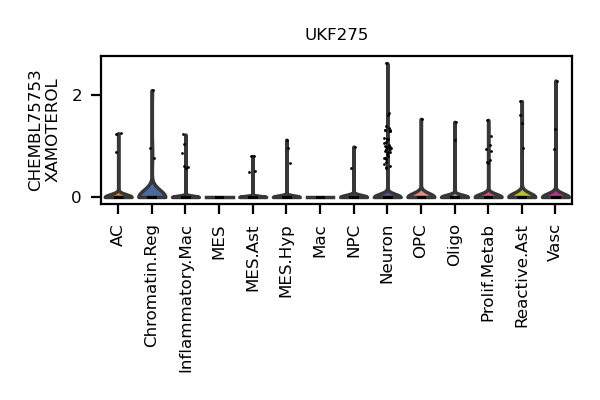 UKF275
CHEMBL75753
XAMOTEROL
2
0
AC
Chromatin.Reg
Inflammatory.Mac
MES
MES.Ast
MES.Hyp
Mac
NPC
Neuron
OPC
Oligo
Prolif.Metab
Reactive.Ast
Vasc